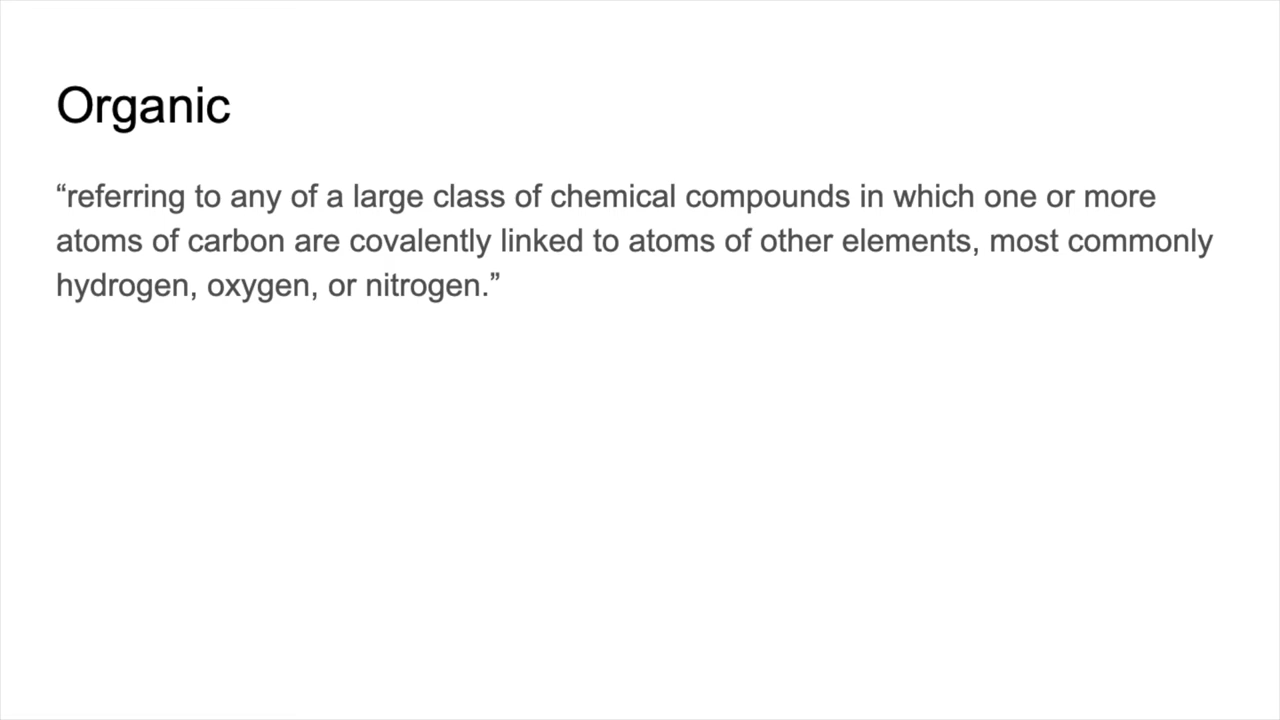 Organic
“referring to any of a large class of chemical compounds in which one or more
atoms of carbon are covalently linked to atoms of other elements, most commonly
hydrogen, oxygen, or nitrogen.”